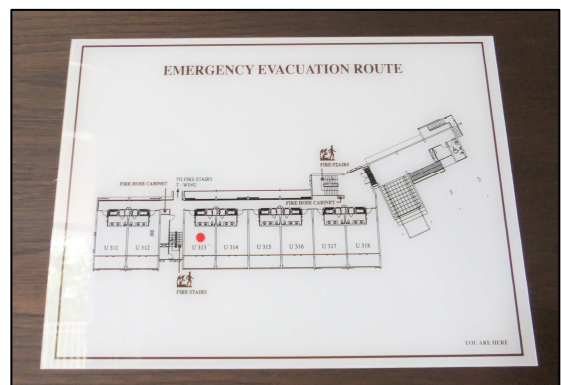 EMERGENCY EVACUATION ROUTE
FIRE STAIRS
TO FIRE STAIRS
T - WING
FIRE HOSE CABINET
FIRE HOSE CABINET
U 311
U 312
U 313
U 314
U 315
U 316
U 317
U 318
FIRE STAIRS
YOU ARE HERE